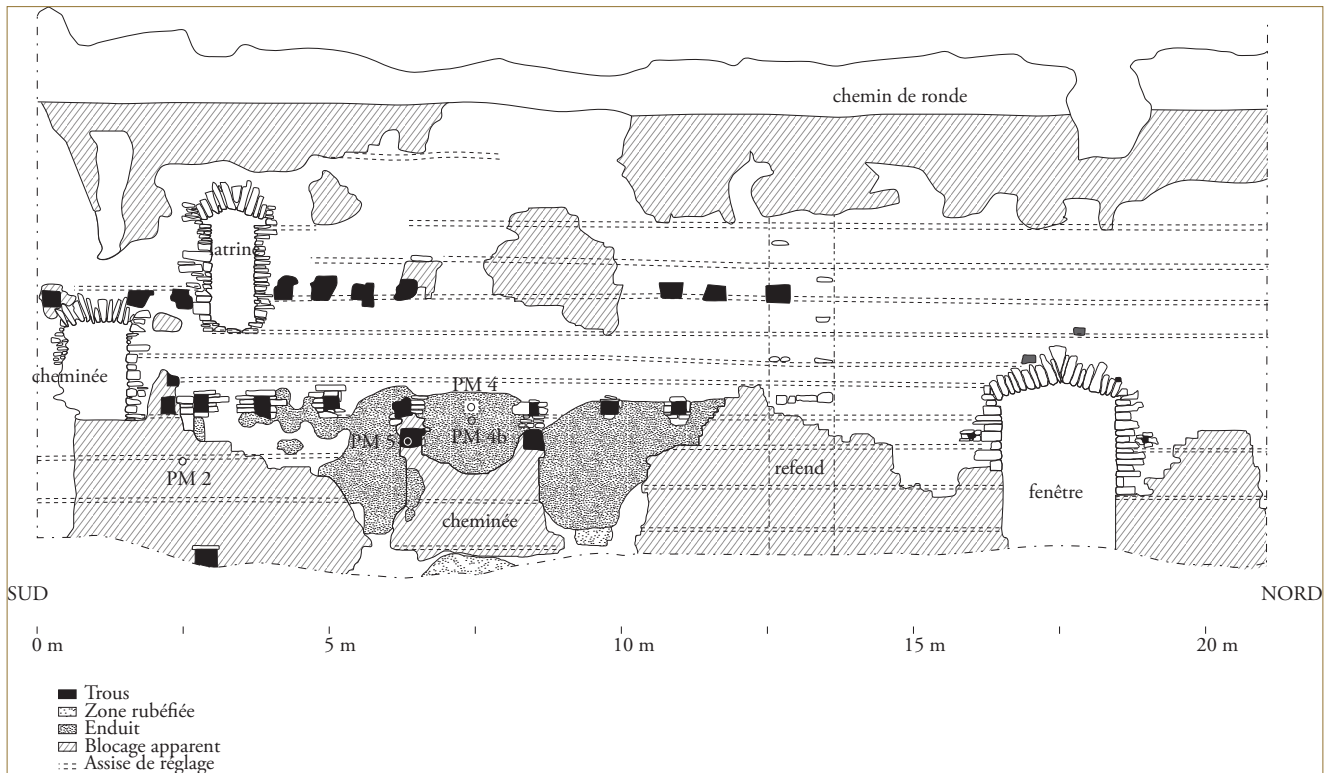 chemin de ronde
latrine
cheminée
PM 4
PM 5
PM 4b
PM 2
refend
cheminée
fenêtre
SUD
NORD
0 m
5 m
10 m
15 m
20 m
Trous
Zone rubéfiée
Enduit
Blocage apparent
Assise de réglage